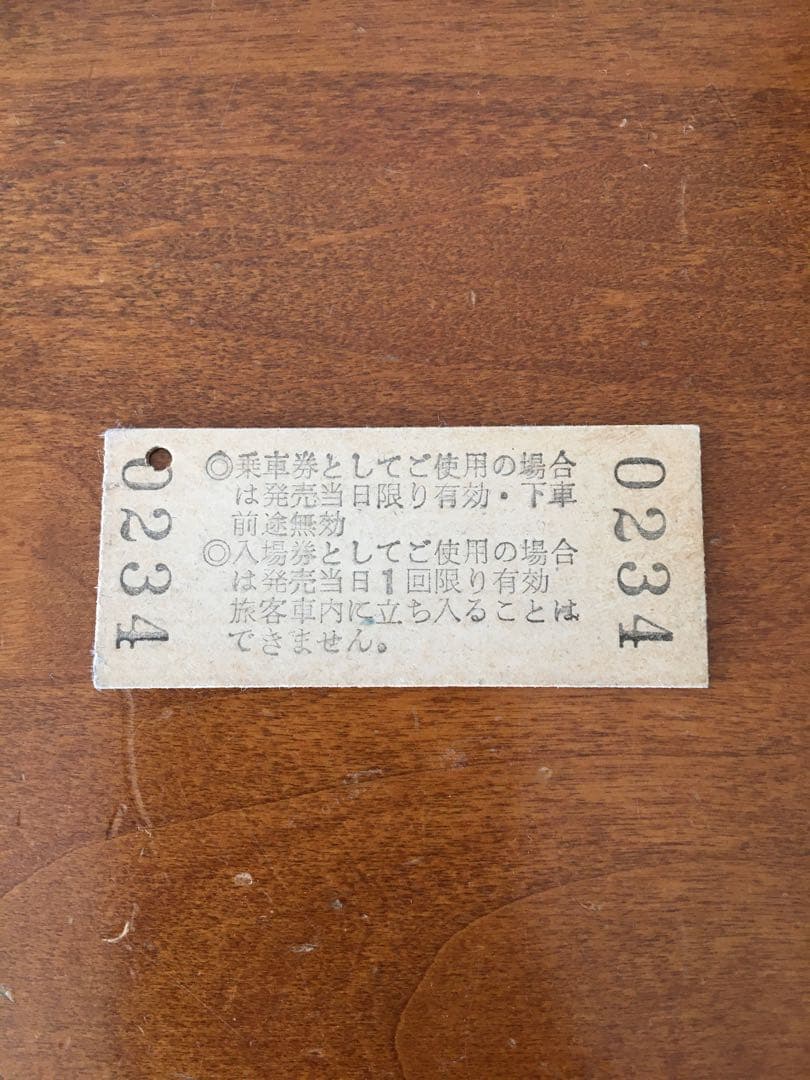 0234
◎乗車券としてご使用の場合
は発売当日限り有効・下車
前途無効
◎入場券としてご使用の場合
は発売当日1回限り有効
旅客車内に立ち入ることは
できません。
0234